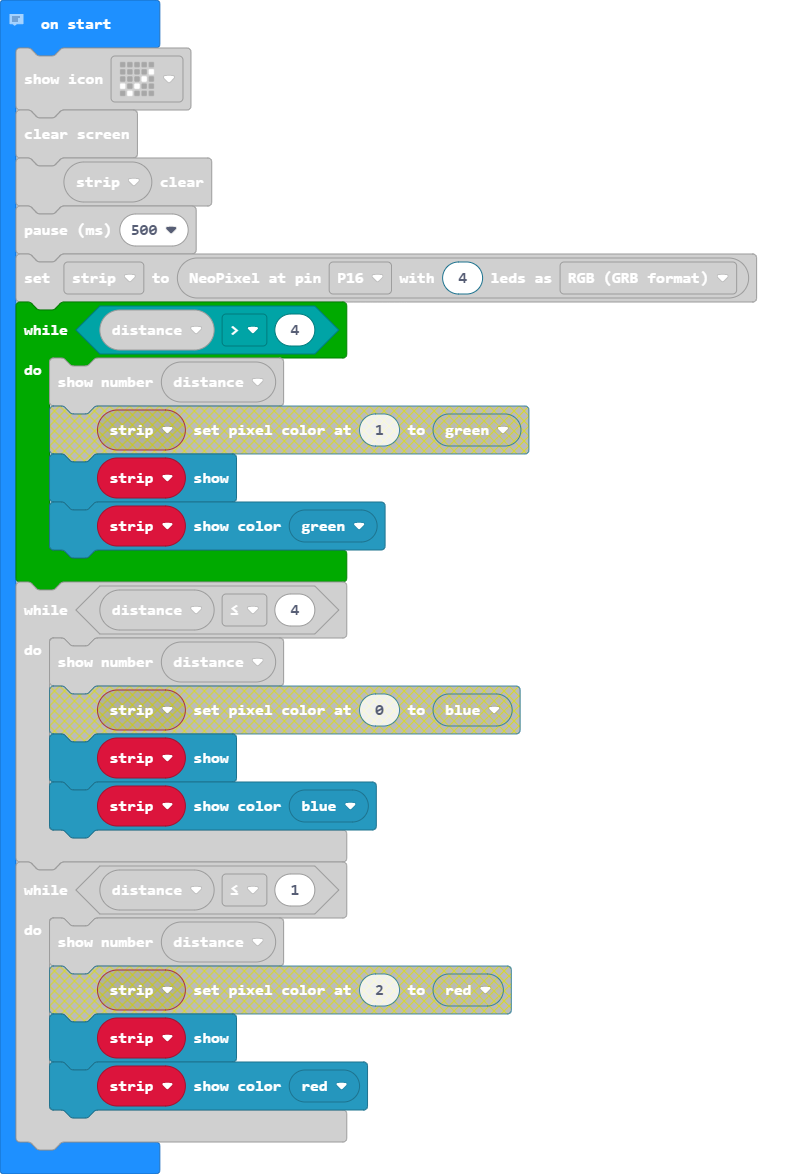 on start
show icon
clear screen
strip clear
pause (ms) 500
set strip to NeoPixel at pin P16 with 4 leds as RGB (GRB format)
while distance > 4
do
show number distance
strip set pixel color at 1 to green
strip show
strip show color green
while distance ≤ 4
do
show number distance
strip set pixel color at 0 to blue
strip show
strip show color blue
while distance ≤ 1
do
show number distance
strip set pixel color at 2 to red
strip show
strip show color red